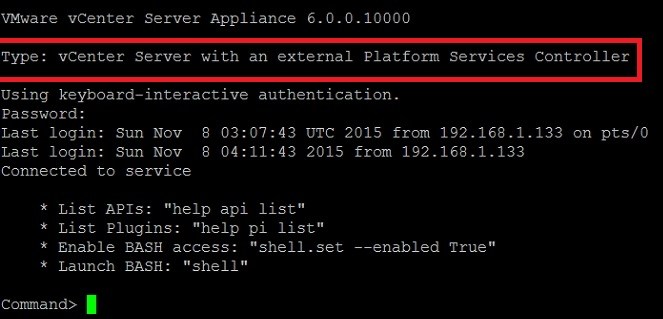 VMware vCenter Server Appliance 6.0.0.10000
Type: vCenter Server with an external Platform Services Controller
Using keyboard-interactive authentication.
Password:
Last login: Sun Nov  8 03:07:43 UTC 2015 from 192.168.1.133 on pts/0
Last login: Sun Nov  8 04:11:43 2015 from 192.168.1.133
Connected to service
* List APIs: "help api list"
* List Plugins: "help pi list"
* Enable BASH access: "shell.set --enabled True"
* Launch BASH: "shell"
Command>